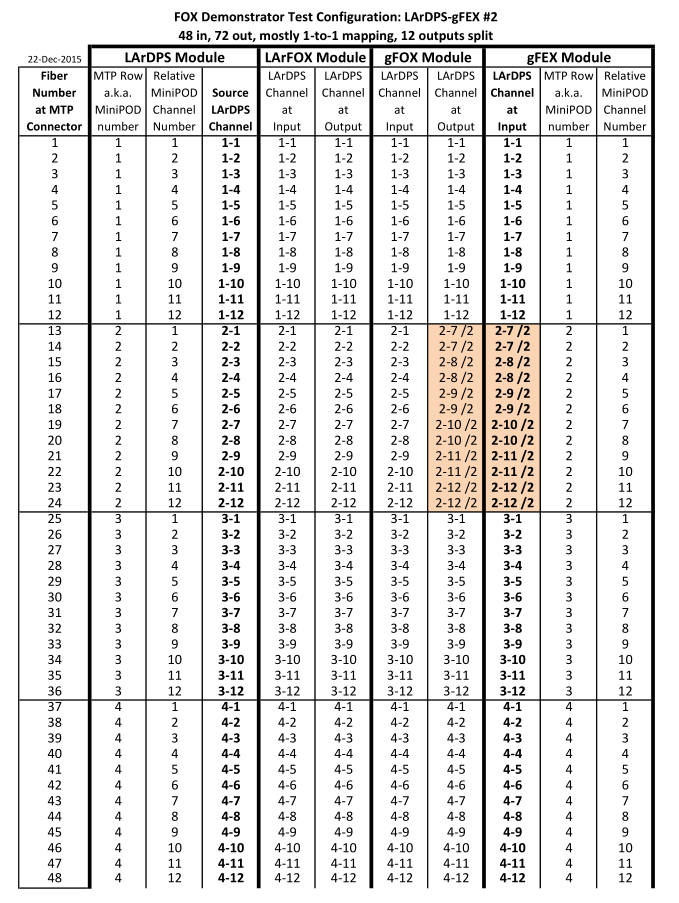 FOX Demonstrator Test Configuration: LArDPS-gFEX #2
48 in, 72 out, mostly 1-to-1 mapping, 12 outputs split
22-Dec-2015 LArDPS Module LArFOX Module gFOX Module gFEX Module
Fiber MTP Row Relative LArDPS LArDPS LArDPS LArDPS LArDPS MTP Row Relative
Number a.k.a. MiniPOD Source Channel Channel Channel Channel Channel a.k.a. MiniPOD
at MTP MiniPOD Channel LArDPS at at at at at MiniPOD Channel
Connector number Number Channel Input Output Input Output Input number Number
1 1 1 1-1 1-1 1-1 1-1 1-1 1-1 1 1
2 1 2 1-2 1-2 1-2 1-2 1-2 1-2 1 2
3 1 3 1-3 1-3 1-3 1-3 1-3 1-3 1 3
4 1 4 1-4 1-4 1-4 1-4 1-4 1-4 1 4
5 1 5 1-5 1-5 1-5 1-5 1-5 1-5 1 5
6 1 6 1-6 1-6 1-6 1-6 1-6 1-6 1 6
7 1 7 1-7 1-7 1-7 1-7 1-7 1-7 1 7
8 1 8 1-8 1-8 1-8 1-8 1-8 1-8 1 8
9 1 9 1-9 1-9 1-9 1-9 1-9 1-9 1 9
10 1 10 1-10 1-10 1-10 1-10 1-10 1-10 1 10
11 1 11 1-11 1-11 1-11 1-11 1-11 1-11 1 11
12 1 12 1-12 1-12 1-12 1-12 1-12 1-12 1 12
13 2 1 2-1 2-1 2-1 2-1 2-7 /2 2-7 /2 2 1
14 2 2 2-2 2-2 2-2 2-2 2-7 /2 2-7 /2 2 2
15 2 3 2-3 2-3 2-3 2-3 2-8 /2 2-8 /2 2 3
16 2 4 2-4 2-4 2-4 2-4 2-8 /2 2-8 /2 2 4
17 2 5 2-5 2-5 2-5 2-5 2-9 /2 2-9 /2 2 5
18 2 6 2-6 2-6 2-6 2-6 2-9 /2 2-9 /2 2 6
19 2 7 2-7 2-7 2-7 2-7 2-10 /2 2-10 /2 2 7
20 2 8 2-8 2-8 2-8 2-8 2-10 /2 2-10 /2 2 8
21 2 9 2-9 2-9 2-9 2-9 2-11 /2 2-11 /2 2 9
22 2 10 2-10 2-10 2-10 2-10 2-11 /2 2-11 /2 2 10
23 2 11 2-11 2-11 2-11 2-11 2-12 /2 2-12 /2 2 11
24 2 12 2-12 2-12 2-12 2-12 2-12 /2 2-12 /2 2 12
25 3 1 3-1 3-1 3-1 3-1 3-1 3-1 3 1
26 3 2 3-2 3-2 3-2 3-2 3-2 3-2 3 2
27 3 3 3-3 3-3 3-3 3-3 3-3 3-3 3 3
28 3 4 3-4 3-4 3-4 3-4 3-4 3-4 3 4
29 3 5 3-5 3-5 3-5 3-5 3-5 3-5 3 5
30 3 6 3-6 3-6 3-6 3-6 3-6 3-6 3 6
31 3 7 3-7 3-7 3-7 3-7 3-7 3-7 3 7
32 3 8 3-8 3-8 3-8 3-8 3-8 3-8 3 8
33 3 9 3-9 3-9 3-9 3-9 3-9 3-9 3 9
34 3 10 3-10 3-10 3-10 3-10 3-10 3-10 3 10
35 3 11 3-11 3-11 3-11 3-11 3-11 3-11 3 11
36 3 12 3-12 3-12 3-12 3-12 3-12 3-12 3 12
37 4 1 4-1 4-1 4-1 4-1 4-1 4-1 4 1
38 4 2 4-2 4-2 4-2 4-2 4-2 4-2 4 2
39 4 3 4-3 4-3 4-3 4-3 4-3 4-3 4 3
40 4 4 4-4 4-4 4-4 4-4 4-4 4-4 4 4
41 4 5 4-5 4-5 4-5 4-5 4-5 4-5 4 5
42 4 6 4-6 4-6 4-6 4-6 4-6 4-6 4 6
43 4 7 4-7 4-7 4-7 4-7 4-7 4-7 4 7
44 4 8 4-8 4-8 4-8 4-8 4-8 4-8 4 8
45 4 9 4-9 4-9 4-9 4-9 4-9 4-9 4 9
46 4 10 4-10 4-10 4-10 4-10 4-10 4-10 4 10
47 4 11 4-11 4-11 4-11 4-11 4-11 4-11 4 11
48 4 12 4-12 4-12 4-12 4-12 4-12 4-12 4 12